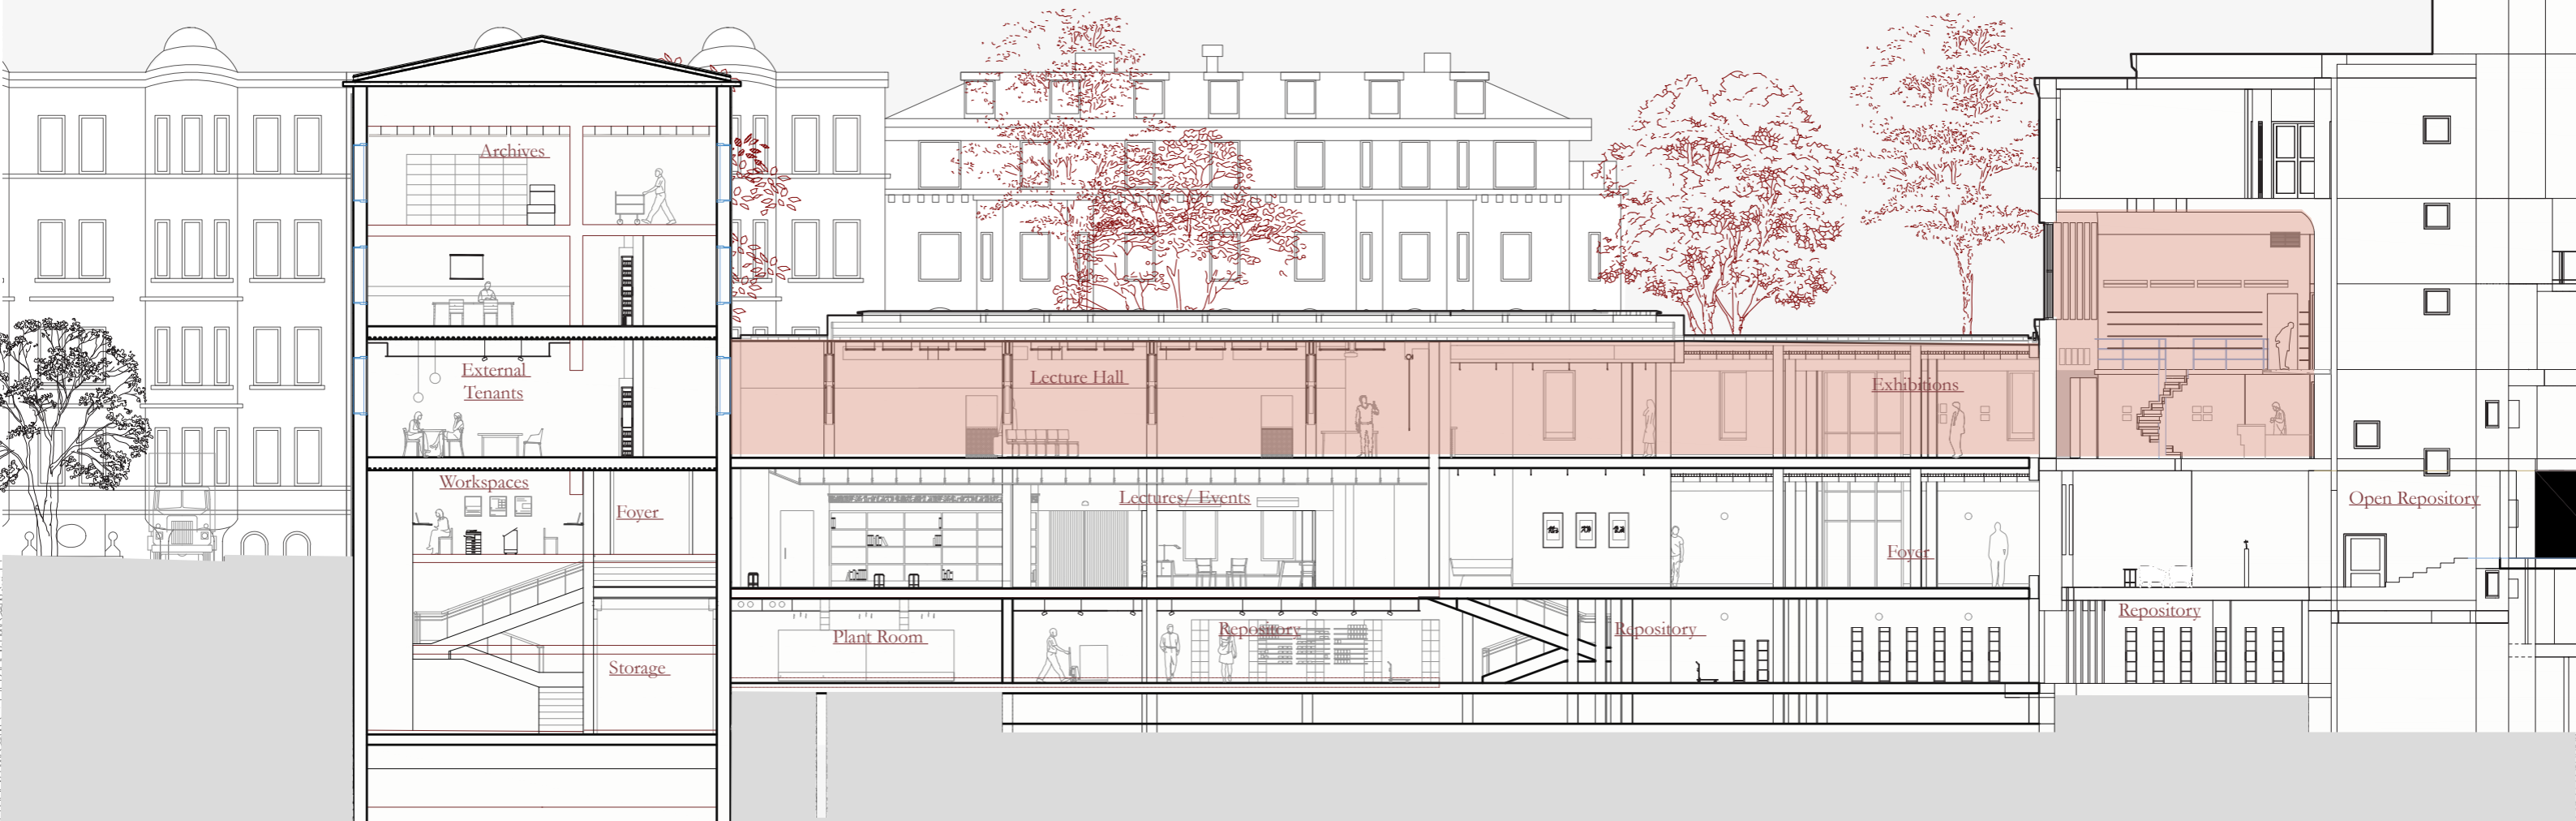 Archives
External
Tenants
Lecture Hall
Exhibitions
Workspaces
Foyer
Lectures/ Events
Open Repository
Foyer
Plant Room
Repository
Repository
Repository
Storage